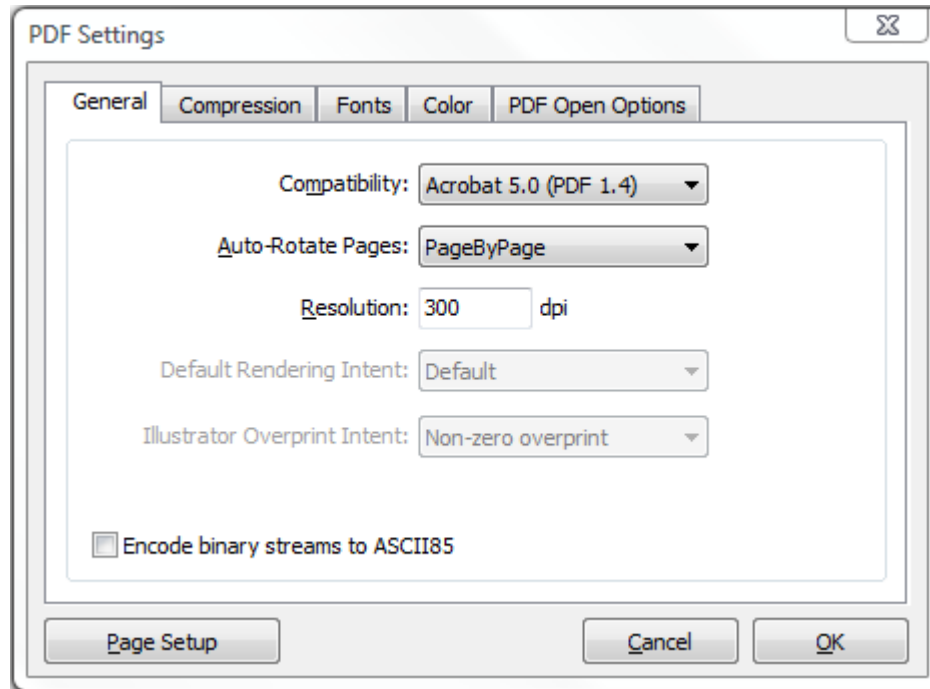 PDF Settings
General Compression Fonts Color PDF Open Options
Compatibility: Acrobat 5.0 (PDF 1.4)
Auto-Rotate Pages: PageByPage
Resolution: 300 dpi
Default Rendering Intent: Default
Illustrator Overprint Intent: Non-zero overprint
Encode binary streams to ASCII85
Page Setup Cancel OK